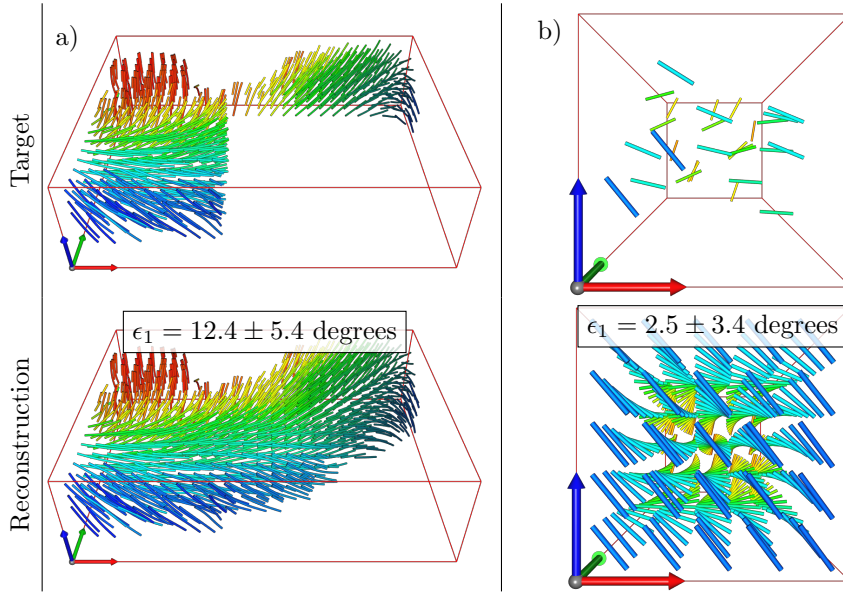 a)
b)
Target
ϵ₁ = 12.4 ± 5.4 degrees
ϵ₁ = 2.5 ± 3.4 degrees
Reconstruction